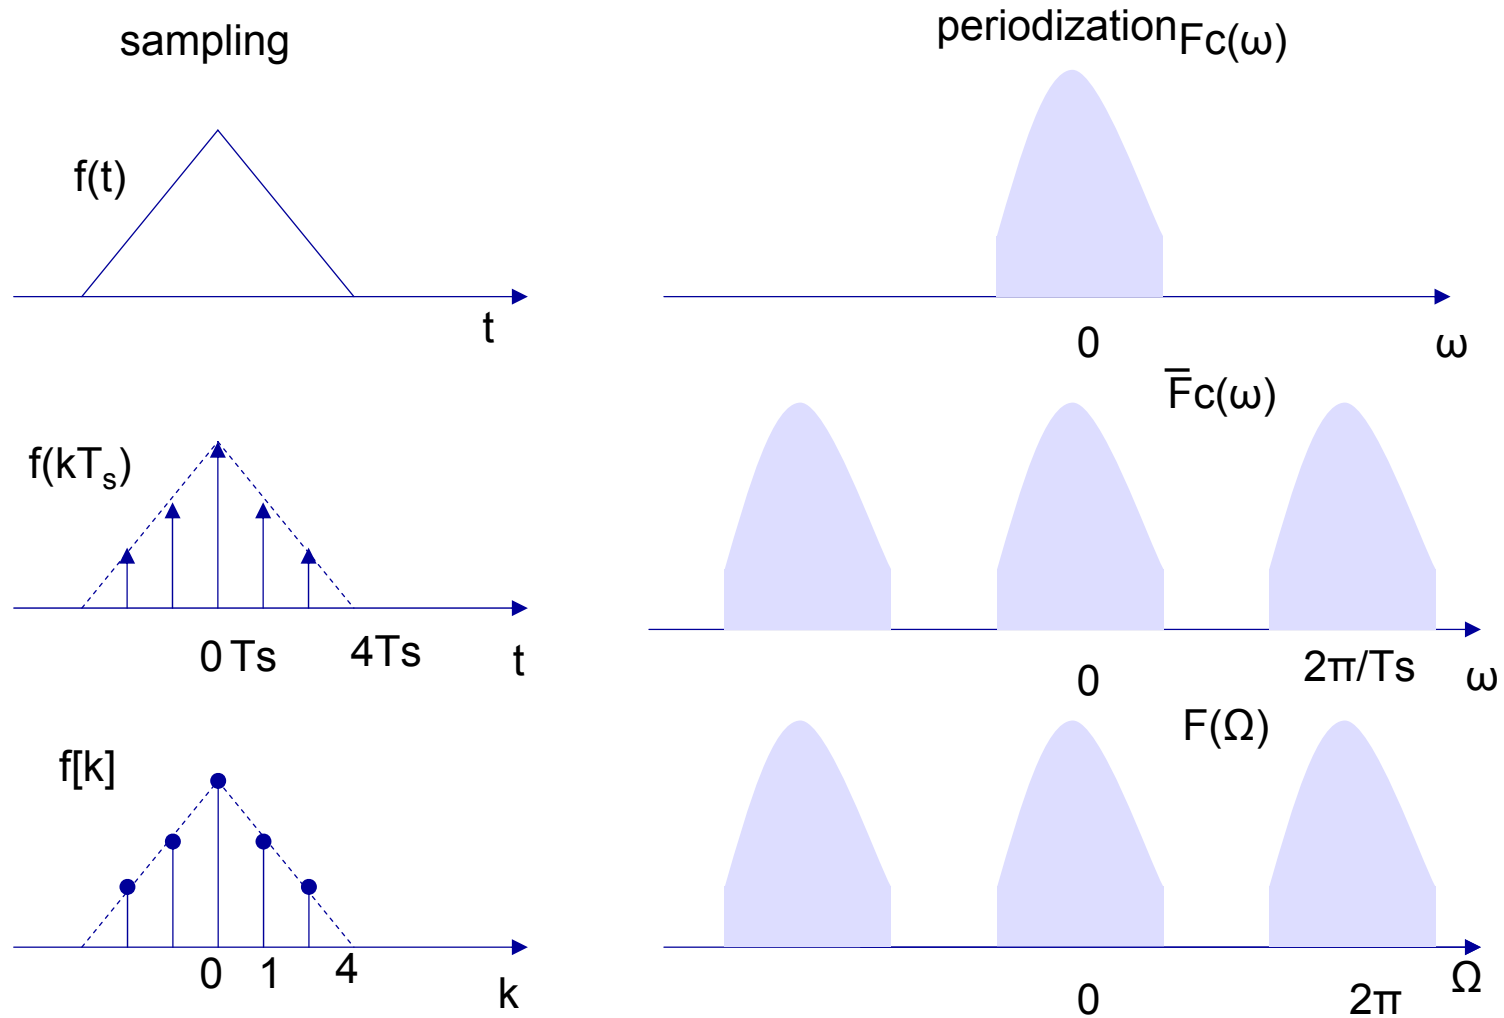 sampling
periodization
Fc(ω)
f(t)
t
0
ω
F̅c(ω)
f(kTₛ)
0 Ts
4Ts
t
0
2π/Ts
ω
F(Ω)
f[k]
0
1
4
k
0
2π
Ω